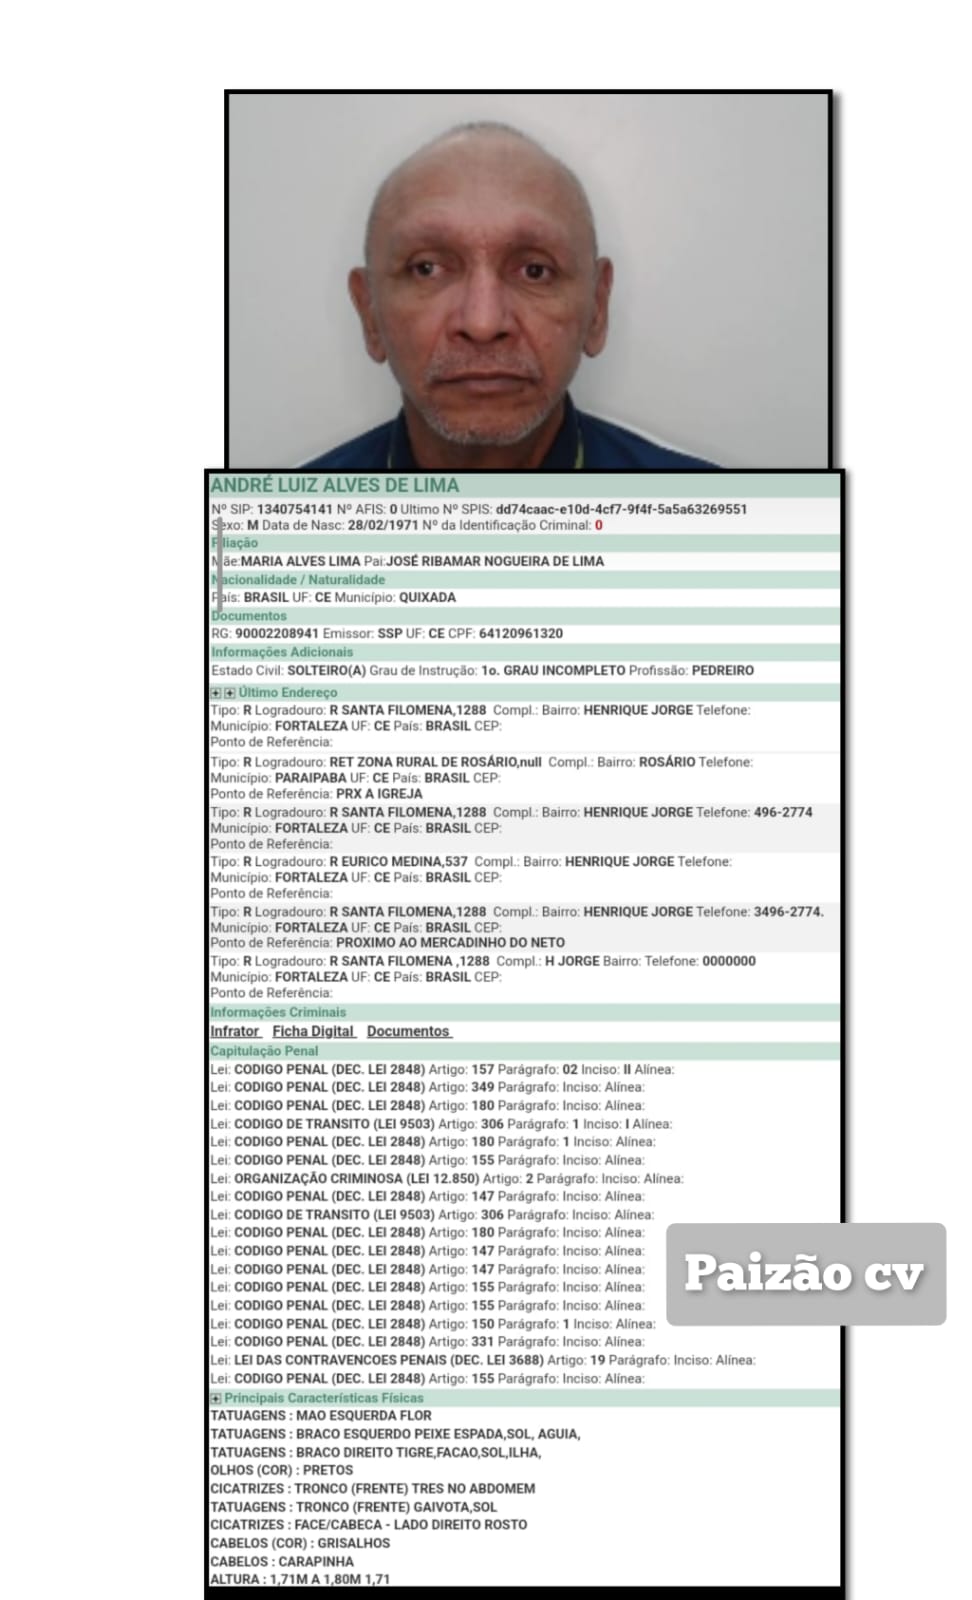 ANDRÉ LUIZ ALVES DE LIMA
Nº SIP: 1340754141 Nº AFIS: 0 Ultimo Nº SPIS: dd74caac-e10d-4cf7-9f4f-5a5a63269551
Sexo: M Data de Nasc: 28/02/1971 Nº da Identificação Criminal: 0
Filiação
Mãe:MARIA ALVES LIMA Pai:JOSÉ RIBAMAR NOGUEIRA DE LIMA
Nacionalidade / Naturalidade
País: BRASIL UF: CE Município: QUIXADA
Documentos
RG: 90002208941 Emissor: SSP UF: CE CPF: 64120961320
Informações Adicionais
Estado Civil: SOLTEIRO(A) Grau de Instrução: 1o. GRAU INCOMPLETO Profissão: PEDREIRO
Último Endereço
Tipo: R Logradouro: R SANTA FILOMENA,1288 Compl.: Bairro: HENRIQUE JORGE Telefone:
Município: FORTALEZA UF: CE País: BRASIL CEP:
Ponto de Referência:
Tipo: R Logradouro: RET ZONA RURAL DE ROSÁRIO,null Compl.: Bairro: ROSÁRIO Telefone:
Município: PARAIPABA UF: CE País: BRASIL CEP:
Ponto de Referência: PRX A IGREJA
Tipo: R Logradouro: R SANTA FILOMENA,1288 Compl.: Bairro: HENRIQUE JORGE Telefone: 496-2774
Município: FORTALEZA UF: CE País: BRASIL CEP:
Ponto de Referência:
Tipo: R Logradouro: R EURICO MEDINA,537 Compl.: Bairro: HENRIQUE JORGE Telefone:
Município: FORTALEZA UF: CE País: BRASIL CEP:
Ponto de Referência:
Tipo: R Logradouro: R SANTA FILOMENA,1288 Compl.: Bairro: HENRIQUE JORGE Telefone: 3496-2774.
Município: FORTALEZA UF: CE País: BRASIL CEP:
Ponto de Referência: PROXIMO AO MERCADINHO DO NETO
Tipo: R Logradouro: R SANTA FILOMENA ,1288 Compl.: H JORGE Bairro: Telefone: 0000000
Município: FORTALEZA UF: CE País: BRASIL CEP:
Ponto de Referência:
Informações Criminais
Infrator Ficha Digital Documentos
Capitulação Penal
Lei: CODIGO PENAL (DEC. LEI 2848) Artigo: 157 Parágrafo: 02 Inciso: II Alínea:
Lei: CODIGO PENAL (DEC. LEI 2848) Artigo: 349 Parágrafo: Inciso: Alínea:
Lei: CODIGO PENAL (DEC. LEI 2848) Artigo: 180 Parágrafo: Inciso: Alínea:
Lei: CODIGO DE TRANSITO (LEI 9503) Artigo: 306 Parágrafo: 1 Inciso: I Alínea:
Lei: CODIGO PENAL (DEC. LEI 2848) Artigo: 180 Parágrafo: 1 Inciso: Alínea:
Lei: CODIGO PENAL (DEC. LEI 2848) Artigo: 155 Parágrafo: Inciso: Alínea:
Lei: ORGANIZAÇÃO CRIMINOSA (LEI 12.850) Artigo: 2 Parágrafo: Inciso: Alínea:
Lei: CODIGO PENAL (DEC. LEI 2848) Artigo: 147 Parágrafo: Inciso: Alínea:
Lei: CODIGO DE TRANSITO (LEI 9503) Artigo: 306 Parágrafo: Inciso: Alínea:
Lei: CODIGO PENAL (DEC. LEI 2848) Artigo: 180 Parágrafo: Inciso: Alínea:
Lei: CODIGO PENAL (DEC. LEI 2848) Artigo: 147 Parágrafo: Inciso: Alínea:
Lei: CODIGO PENAL (DEC. LEI 2848) Artigo: 147 Parágrafo: Inciso: Alínea:
Paizão cv
Lei: CODIGO PENAL (DEC. LEI 2848) Artigo: 155 Parágrafo: Inciso: Alínea:
Lei: CODIGO PENAL (DEC. LEI 2848) Artigo: 155 Parágrafo: Inciso: Alínea:
Lei: CODIGO PENAL (DEC. LEI 2848) Artigo: 150 Parágrafo: 1 Inciso: Alínea:
Lei: CODIGO PENAL (DEC. LEI 2848) Artigo: 331 Parágrafo: Inciso: Alínea:
Lei: LEI DAS CONTRAVENCOES PENAIS (DEC. LEI 3688) Artigo: 19 Parágrafo: Inciso: Alínea:
Lei: CODIGO PENAL (DEC. LEI 2848) Artigo: 155 Parágrafo: Inciso: Alínea:
Principais Características Físicas
TATUAGENS : MAO ESQUERDA FLOR
TATUAGENS : BRACO ESQUERDO PEIXE ESPADA,SOL, AGUIA,
TATUAGENS : BRACO DIREITO TIGRE,FACAO,SOL,ILHA,
OLHOS (COR) : PRETOS
CICATRIZES : TRONCO (FRENTE) TRES NO ABDOMEM
TATUAGENS : TRONCO (FRENTE) GAIVOTA,SOL
CICATRIZES : FACE/CABECA - LADO DIREITO ROSTO
CABELOS (COR) : GRISALHOS
CABELOS : CARAPINHA
ALTURA : 1,71M A 1,80M 1,71